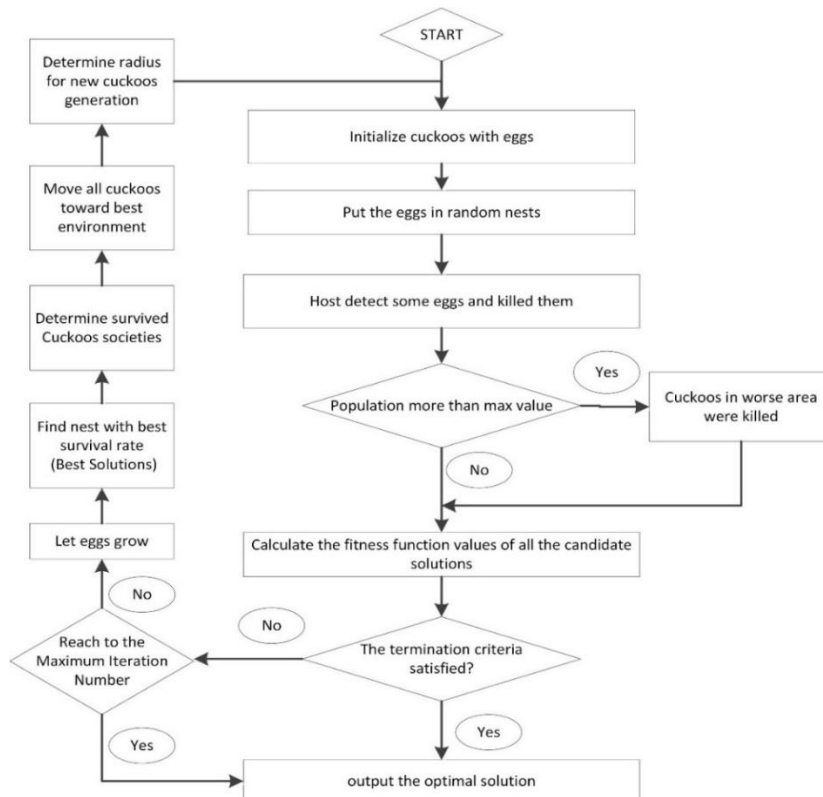 START
Determine radius
for new cuckoos
generation
Initialize cuckoos with eggs
Move all cuckoos
toward best
environment
Put the eggs in random nests
Host detect some eggs and killed them
Determine survived
Cuckoos societies
Yes
Population more than max value
Cuckoos in worse area
were killed
Find nest with best
survival rate
(Best Solutions)
No
Let eggs grow
Calculate the fitness function values of all the candidate
solutions
No
No
Reach to the
Maximum Iteration
Number
The termination criteria
satisfied?
Yes
Yes
output the optimal solution